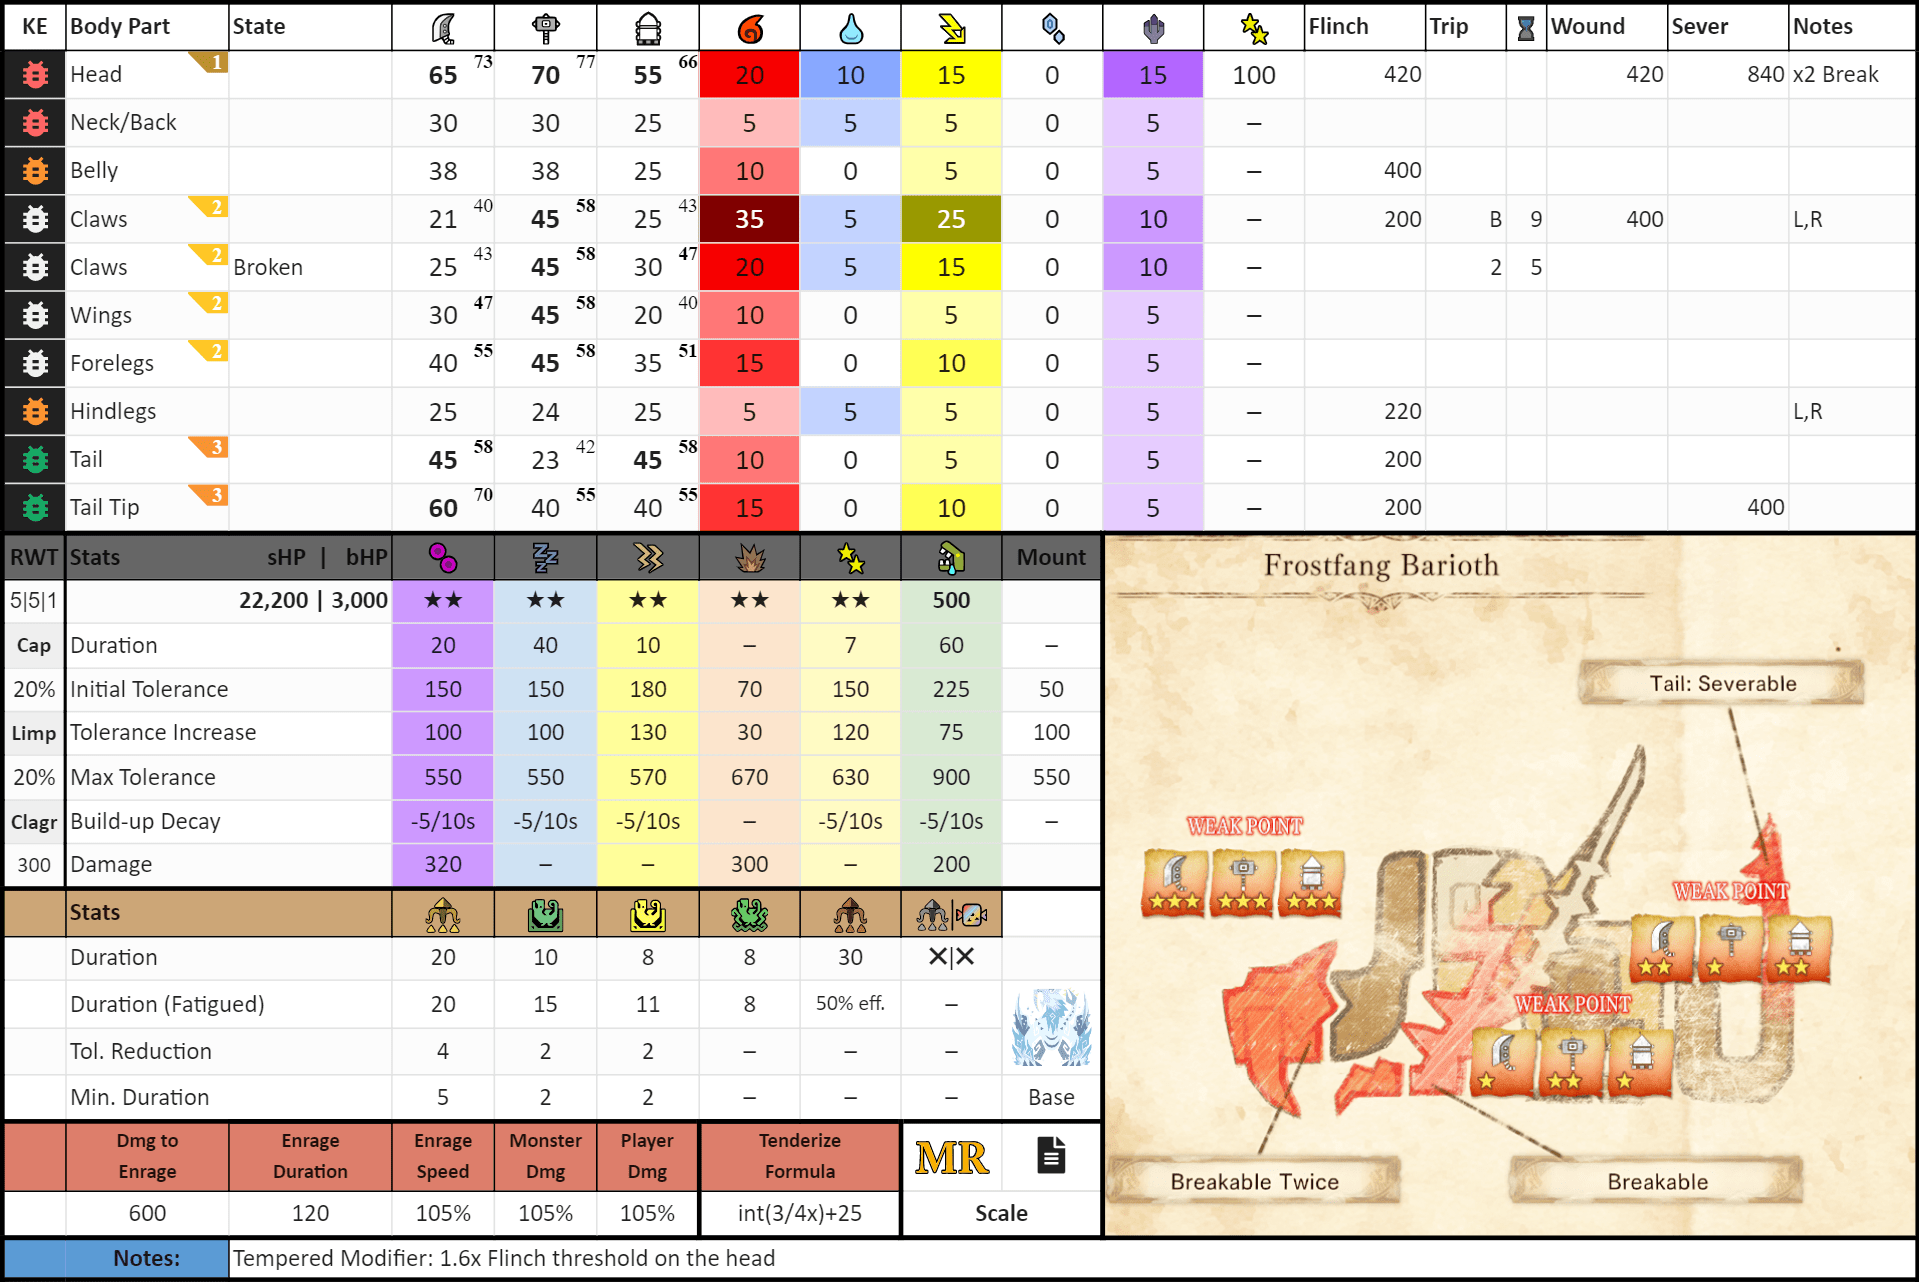 KE Body Part State Flinch Trip Wound Sever Notes
Head 1 65 73 70 77 55 66 20 10 15 0 15 100 420 420 840 x2 Break
Neck/Back 30 30 25 5 5 5 0 5 –
Belly 38 38 25 10 0 5 0 5 – 400
Claws 2 21 40 45 58 25 43 35 5 25 0 10 – 200 B 9 400 L,R
Claws 2 Broken 25 43 45 58 30 47 20 5 15 0 10 – 2 5
Wings 2 30 47 45 58 20 40 10 0 5 0 5 –
Forelegs 2 40 55 45 58 35 51 15 0 10 0 5 –
Hindlegs 25 24 25 5 5 5 0 5 – 220 L,R
Tail 3 45 58 23 42 45 58 10 0 5 0 5 – 200
Tail Tip 3 60 70 40 55 40 55 15 0 10 0 5 – 200 400
RWT Stats sHP | bHP Mount
5|5|1 22,200 | 3,000 ★★ ★★ ★★ ★★ ★★ 500
Cap Duration 20 40 10 – 7 60 –
20% Initial Tolerance 150 150 180 70 150 225 50
Limp Tolerance Increase 100 100 130 30 120 75 100
20% Max Tolerance 550 550 570 670 630 900 550
Clagr Build-up Decay -5/10s -5/10s -5/10s – -5/10s -5/10s –
300 Damage 320 – – 300 – 200
Stats
Duration 20 10 8 8 30 ✕|✕
Duration (Fatigued) 20 15 11 8 50% eff. –
Tol. Reduction 4 2 2 – – –
Min. Duration 5 2 2 – – – Base
Dmg to Enrage Enrage Duration Enrage Speed Monster Dmg Player Dmg Tenderize Formula MR
600 120 105% 105% 105% int(3/4x)+25 Scale
Notes: Tempered Modifier: 1.6x Flinch threshold on the head
Frostfang Barioth
Tail: Severable
WEAK POINT
WEAK POINT
WEAK POINT
Breakable Twice
Breakable